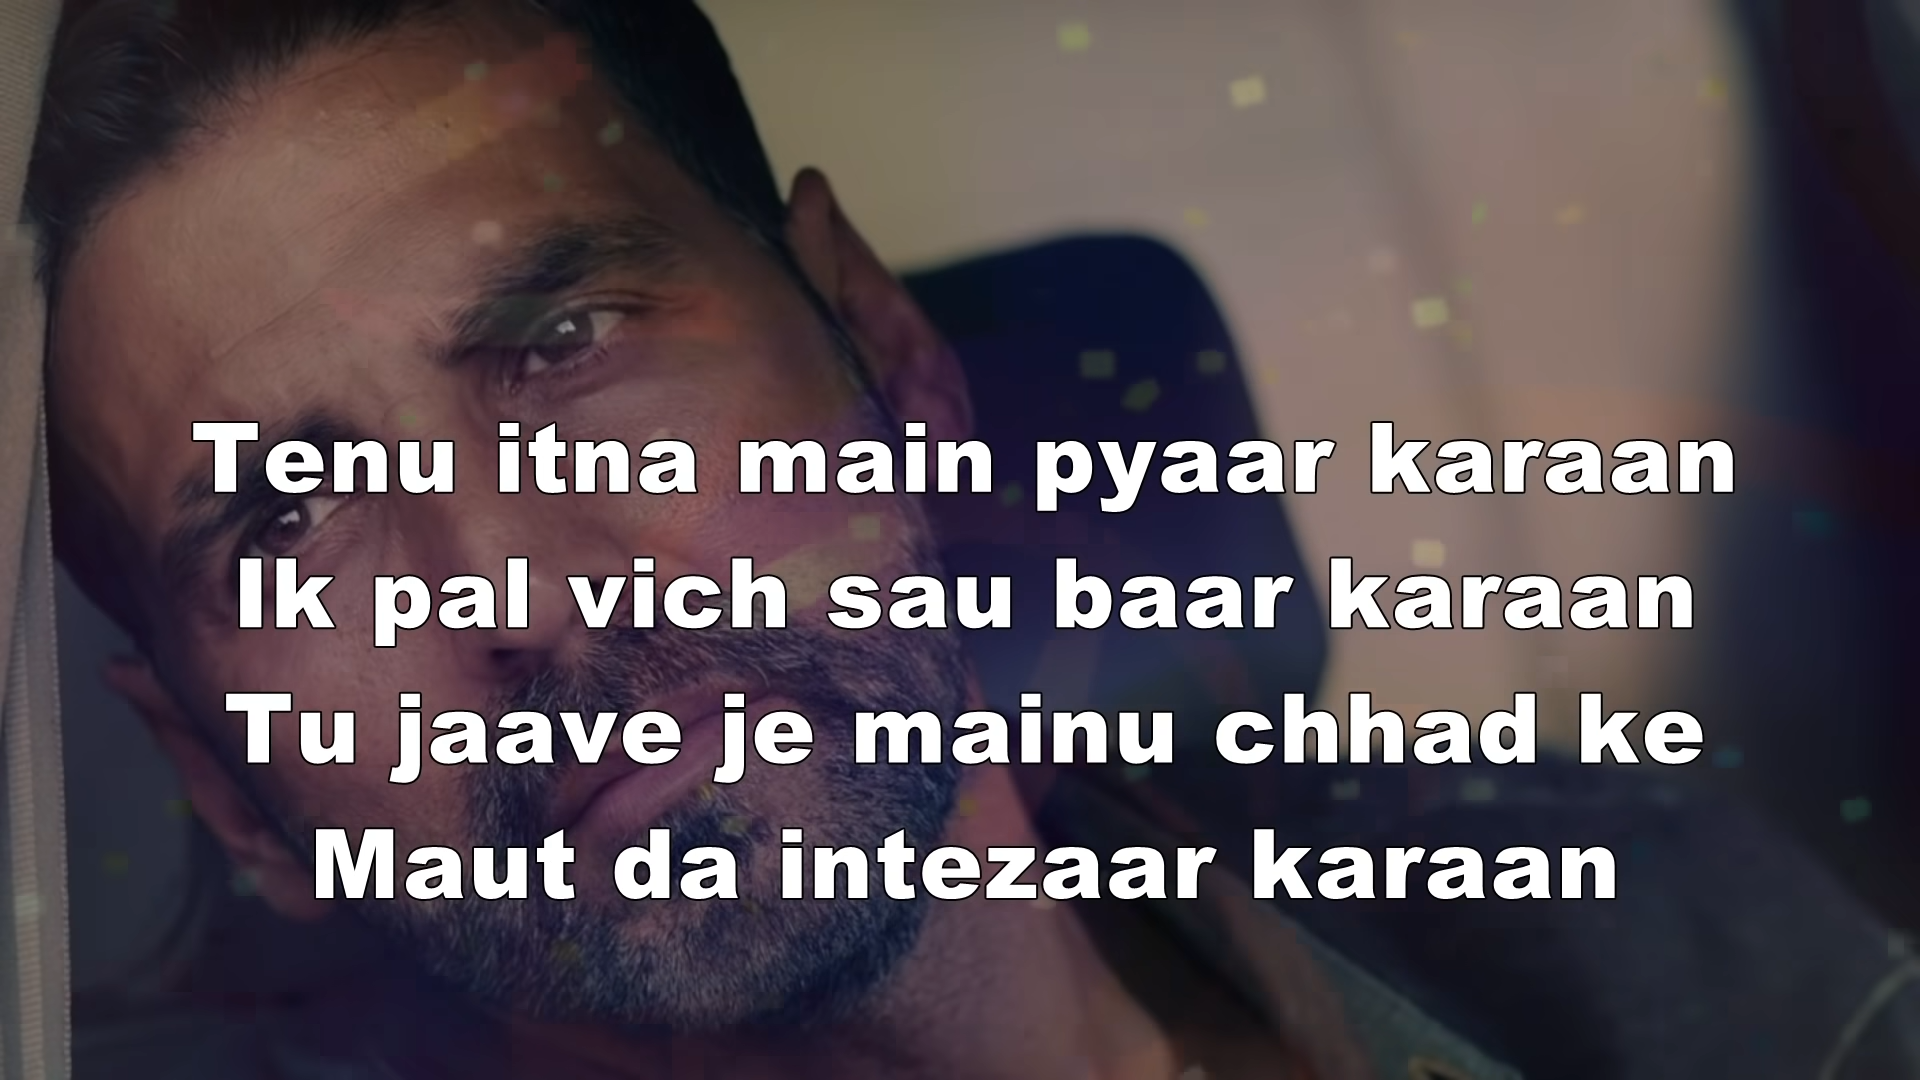 Tenu itna main pyaar karaan
Ik pal vich sau baar karaan
Tu jaave je mainu chhad ke
Maut da intezaar karaan